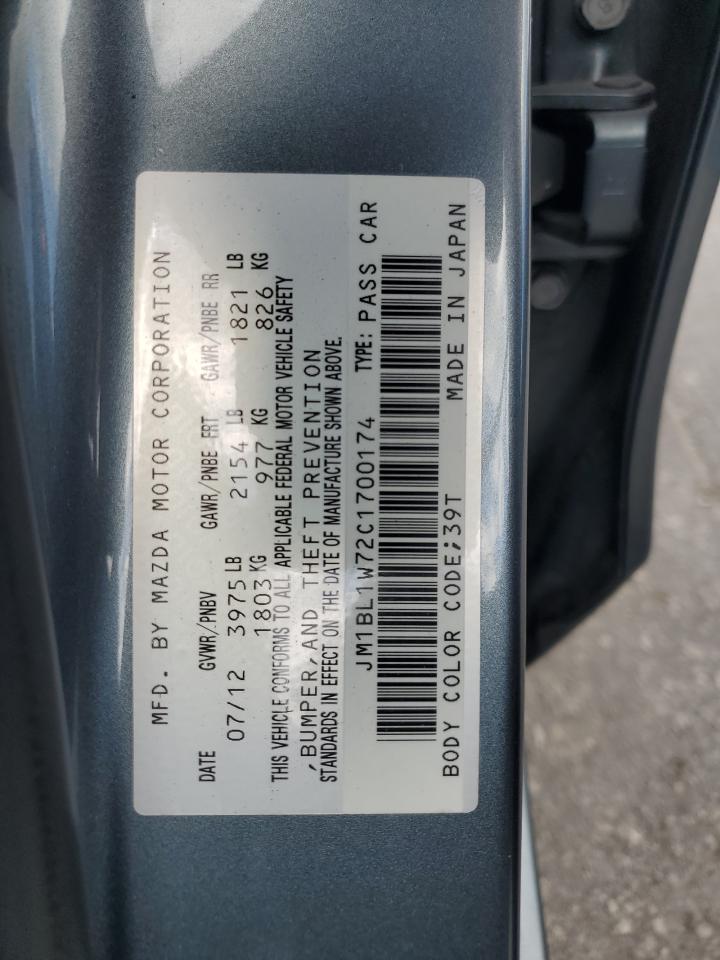 MFD. BY MAZDA MOTOR CORPORATION
DATE GVWR/PNBV GAWR/PNBE FRT GAWR/PNBE RR
07/12 3975 LB 2154 LB 1821 LB
1803 KG 977 KG 826 KG
THIS VEHICLE CONFORMS TO ALL APPLICABLE FEDERAL MOTOR VEHICLE SAFETY
,BUMPER,AND THEFT PREVENTION
STANDARDS IN EFFECT ON THE DATE OF MANUFACTURE SHOWN ABOVE.
JM1BL1W72C1700174 TYPE: PASS CAR
BODY COLOR CODE;39T MADE IN JAPAN